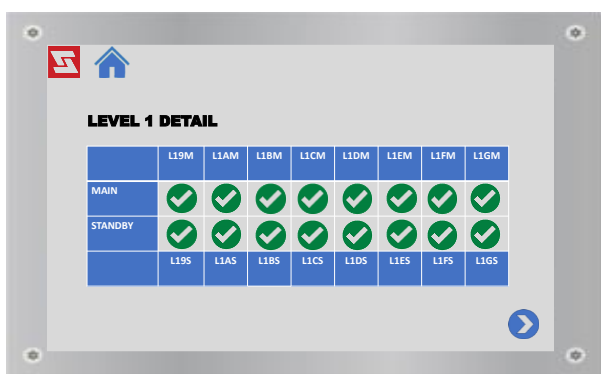 LEVEL 1 DETAIL
L19M L1AM L1BM L1CM L1DM L1EM L1FM L1GM
MAIN
STANDBY
L19S L1AS L1BS L1CS L1DS L1ES L1FS L1GS